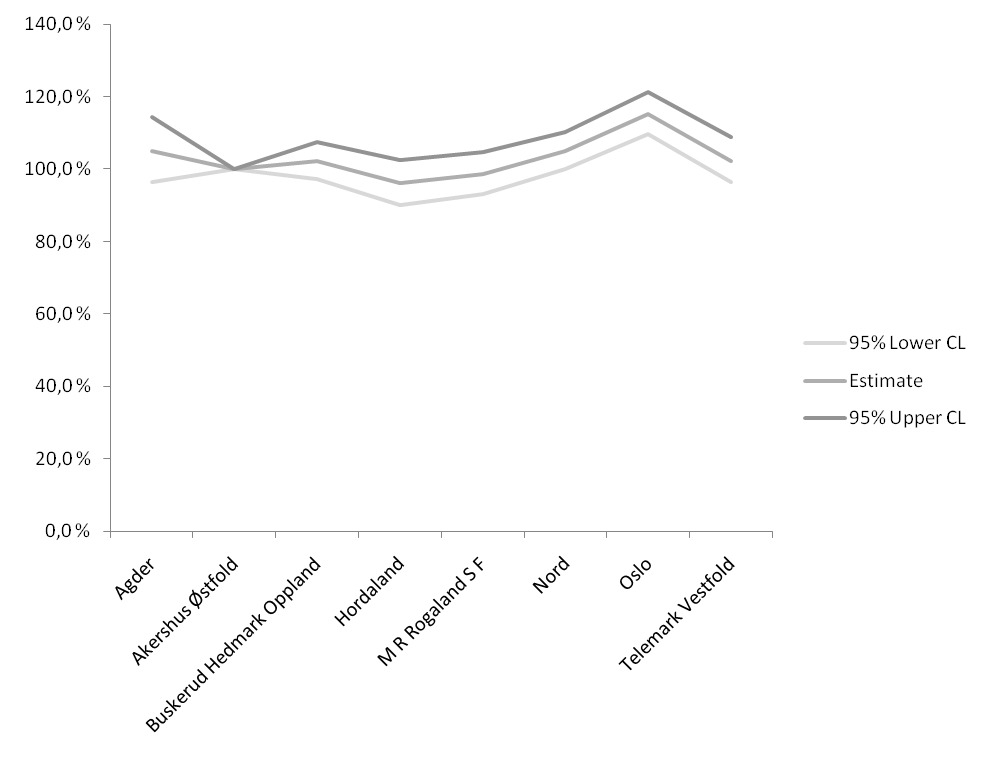 140,0 %
120,0 %
100,0 %
80,0 %
60,0 %
40,0 %
20,0 %
0,0 %
Agder
Akershus Østfold
Buskerud Hedmark Oppland
Hordaland
M R Rogaland S F
Nord
Oslo
Telemark Vestfold
95% Lower CL
Estimate
95% Upper CL